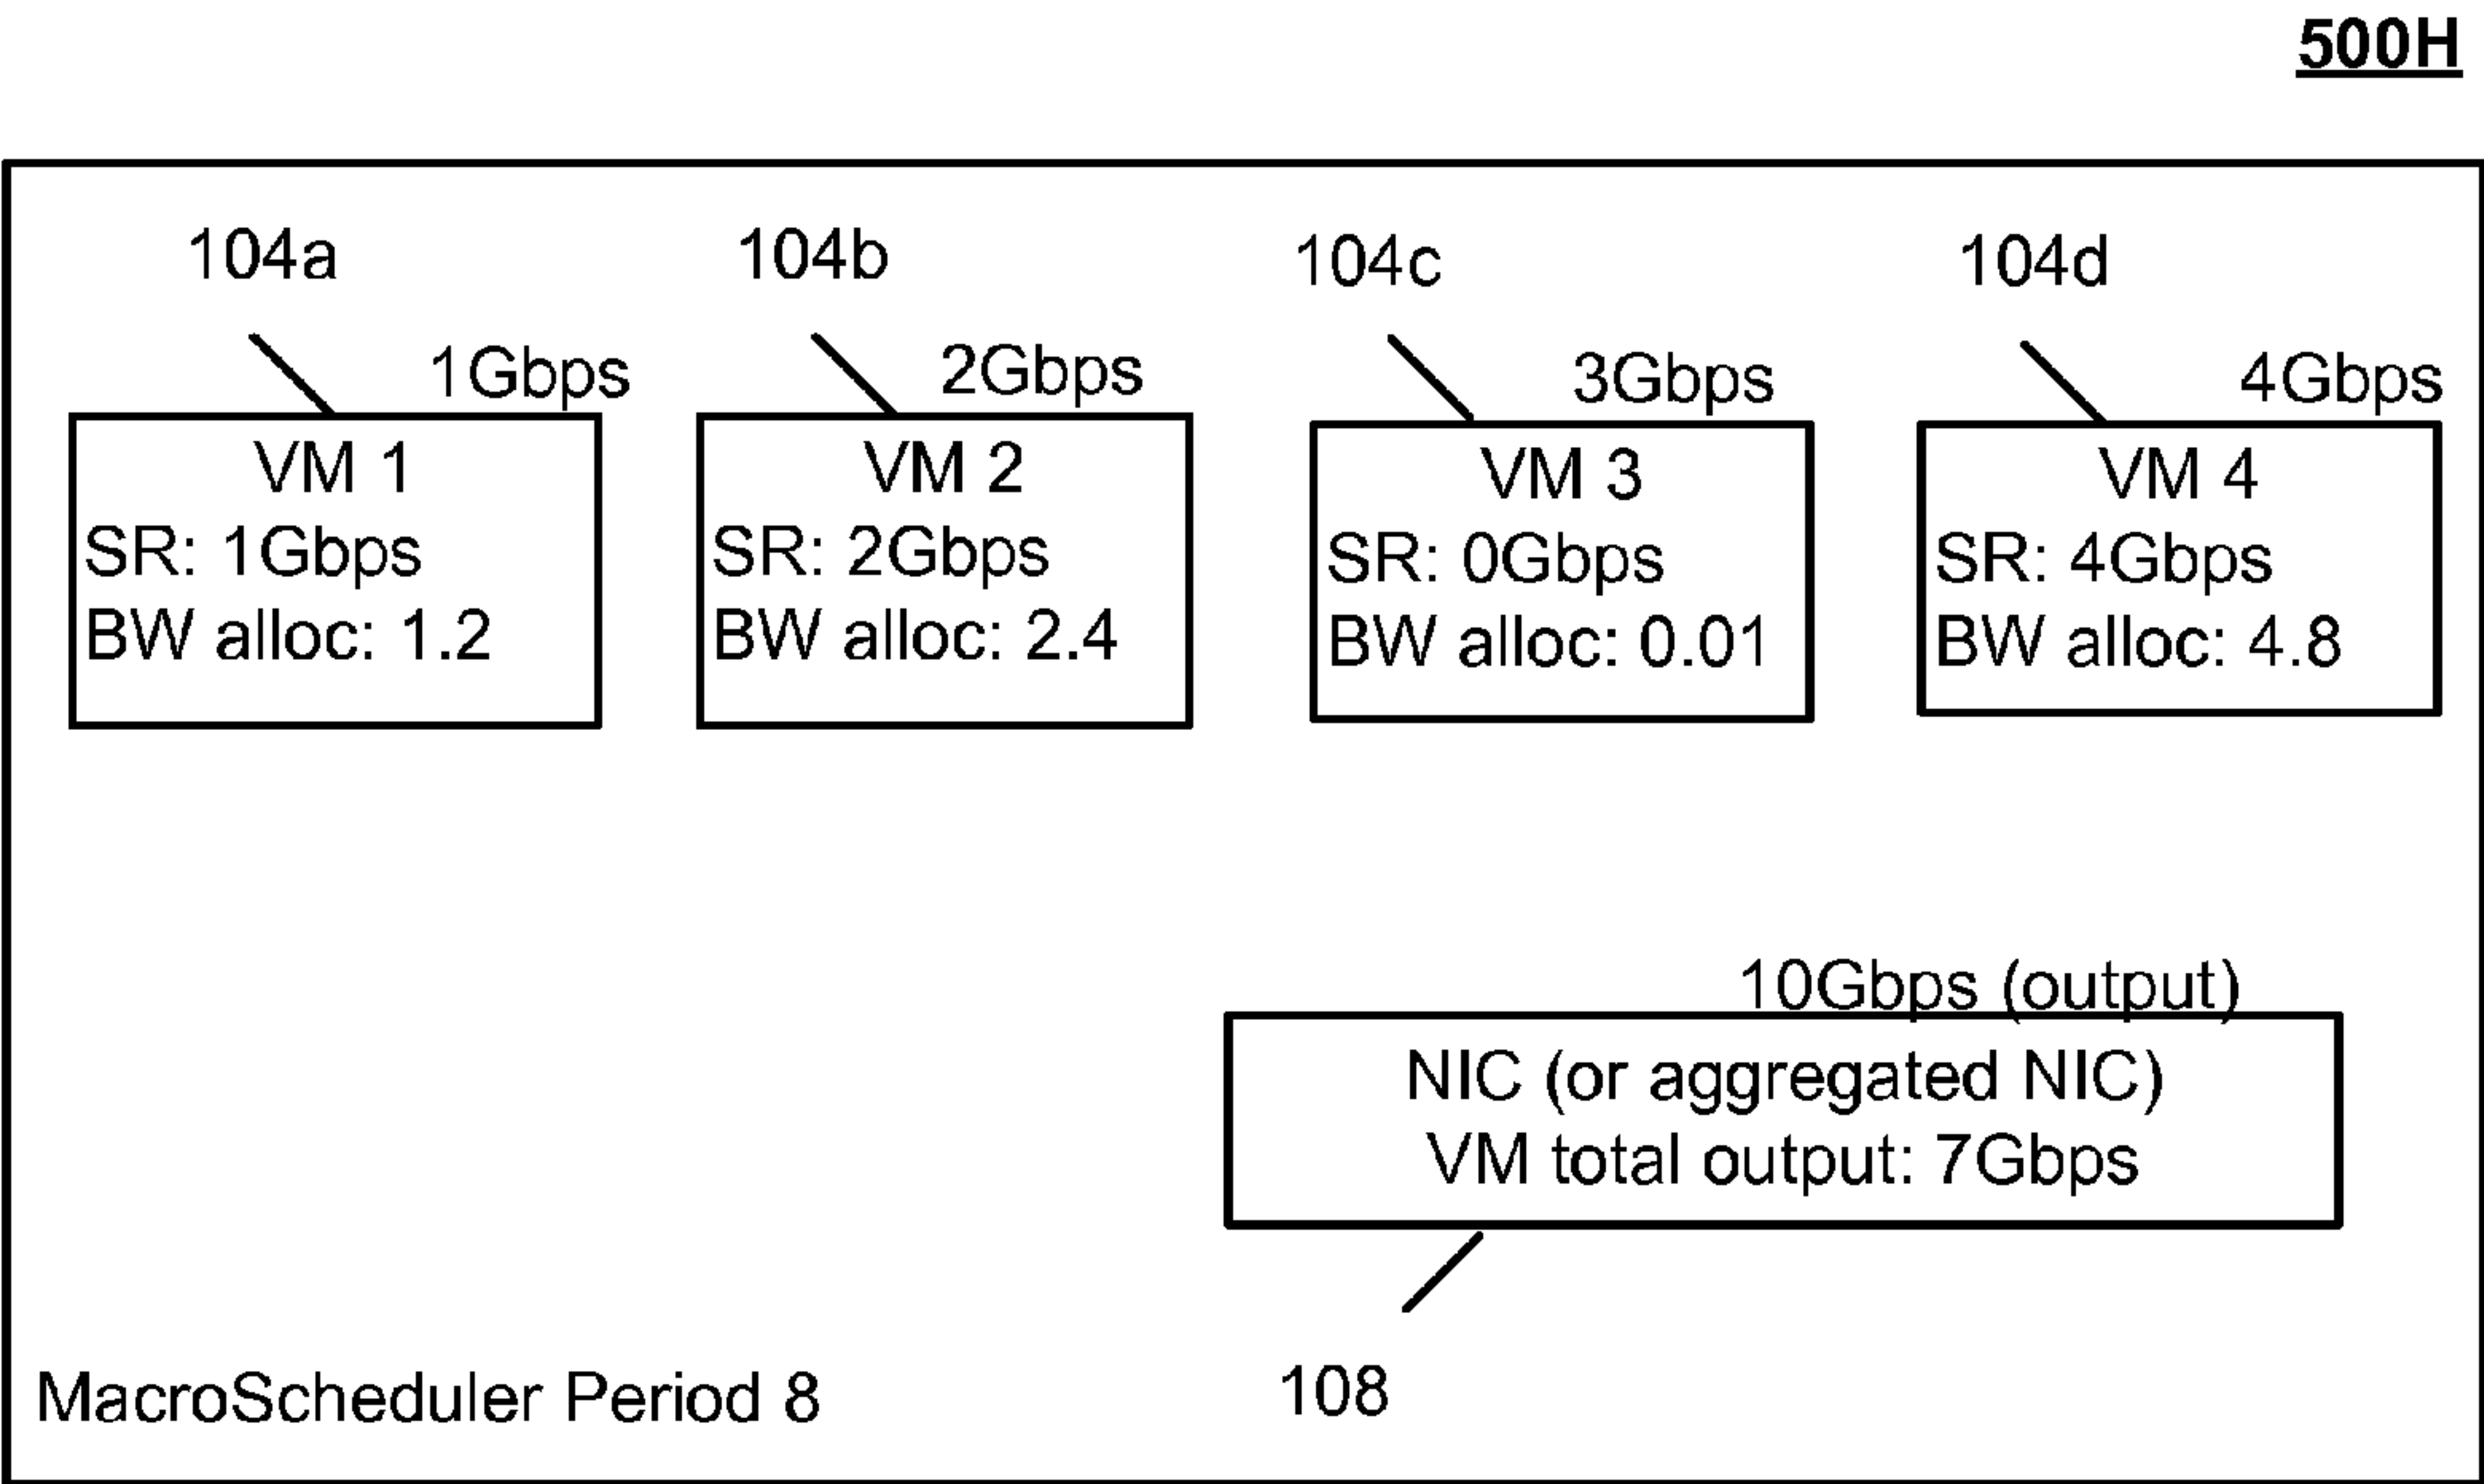 500H
104a
104b
104c
104d
1Gbps
2Gbps
3Gbps
4Gbps
VM 1
SR: 1Gbps
BW alloc: 1.2
VM 2
SR: 2Gbps
BW alloc: 2.4
VM 3
SR: 0Gbps
BW alloc: 0.01
VM 4
SR: 4Gbps
BW alloc: 4.8
10Gbps (output)
NIC (or aggregated NIC)
VM total output: 7Gbps
108
MacroScheduler Period 8